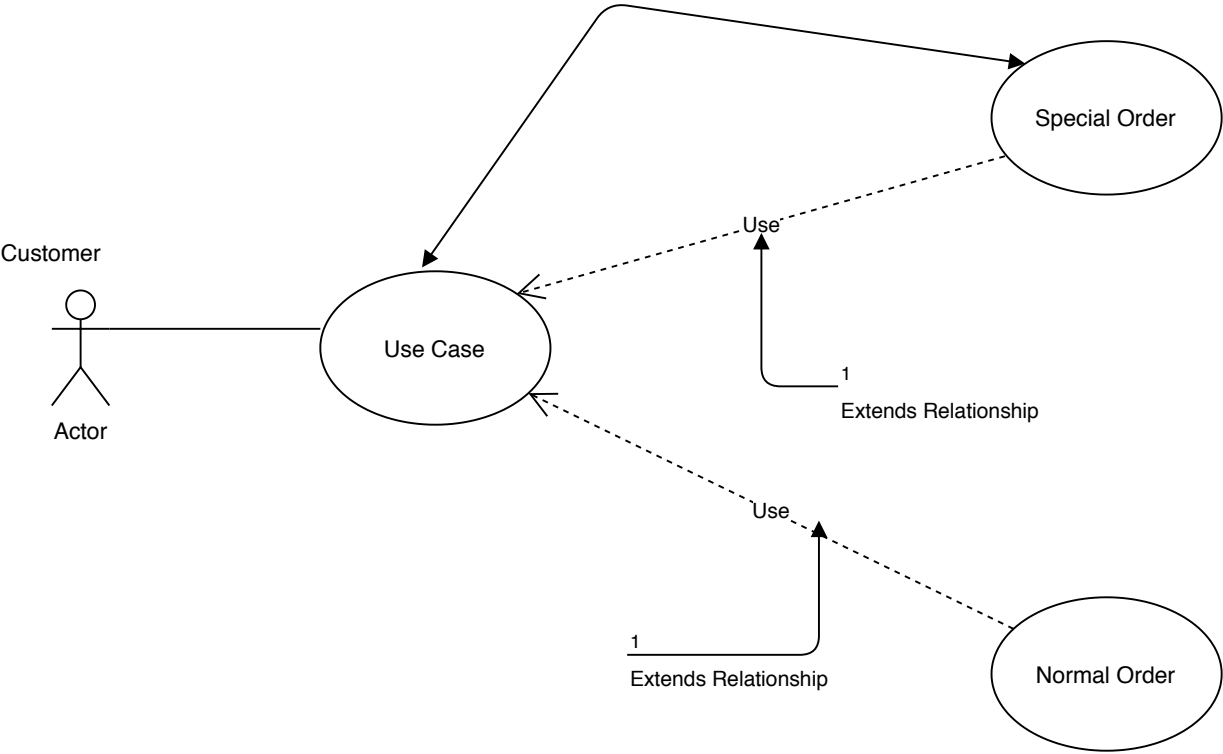 Special Order
Use
Customer
Use Case
1
Extends Relationship
Actor
Use
1
Extends Relationship
Normal Order